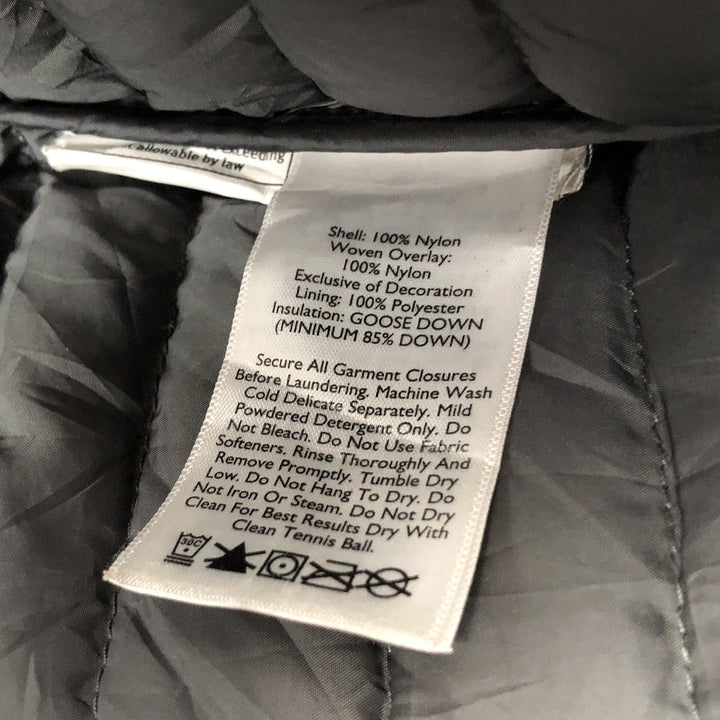 exceeding
allowable by law
Shell: 100% Nylon
Woven Overlay:
100% Nylon
Exclusive of Decoration
Lining: 100% Polyester
Insulation: GOOSE DOWN
(MINIMUM 85% DOWN)
Secure All Garment Closures
Before Laundering. Machine Wash
Cold Delicate Separately. Mild
Powdered Detergent Only. Do
Not Bleach. Do Not Use Fabric
Softeners. Rinse Thoroughly And
Remove Promptly. Tumble Dry
Low. Do Not Hang To Dry. Do
Not Iron Or Steam. Do Not Dry
Clean For Best Results Dry With
Clean Tennis Ball.
30C